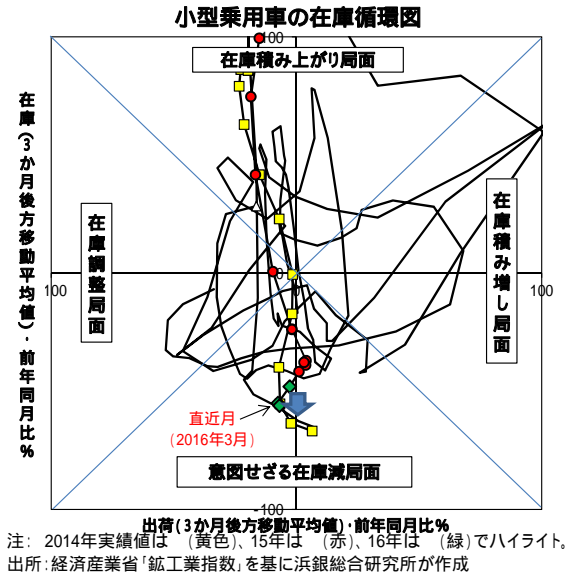 小型乗用車の在庫循環図
100
在庫積み上がり局面
在庫(3か月後方移動平均値)・前年同月比%
在庫調整局面
在庫積み増し局面
100
0
100
直近月
(2016年3月)
意図せざる在庫減局面
-100
出荷(3か月後方移動平均値)・前年同月比%
注: 2014年実績値は　(黄色)、15年は　(赤)、16年は　(緑)でハイライト。
出所:経済産業省「鉱工業指数」を基に浜銀総合研究所が作成